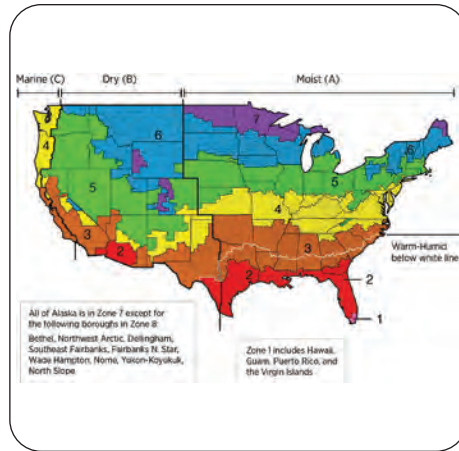 Marine (C)
Dry (B)
Moist (A)
7
6
6
4
5
5
4
3
3
2
2
Warm-Humid
below white line
2
1
All of Alaska is in Zone 7 except for
the following boroughs in Zone 8:
Bethel, Northwest Arctic, Dellingham,
Southeast Fairbanks, Fairbanks N. Star,
Wade Hampton, Nome, Yukon-Koyukuk,
North Slope
Zone 1 includes Hawaii,
Guam, Puerto Rico, and
the Virgin Islands